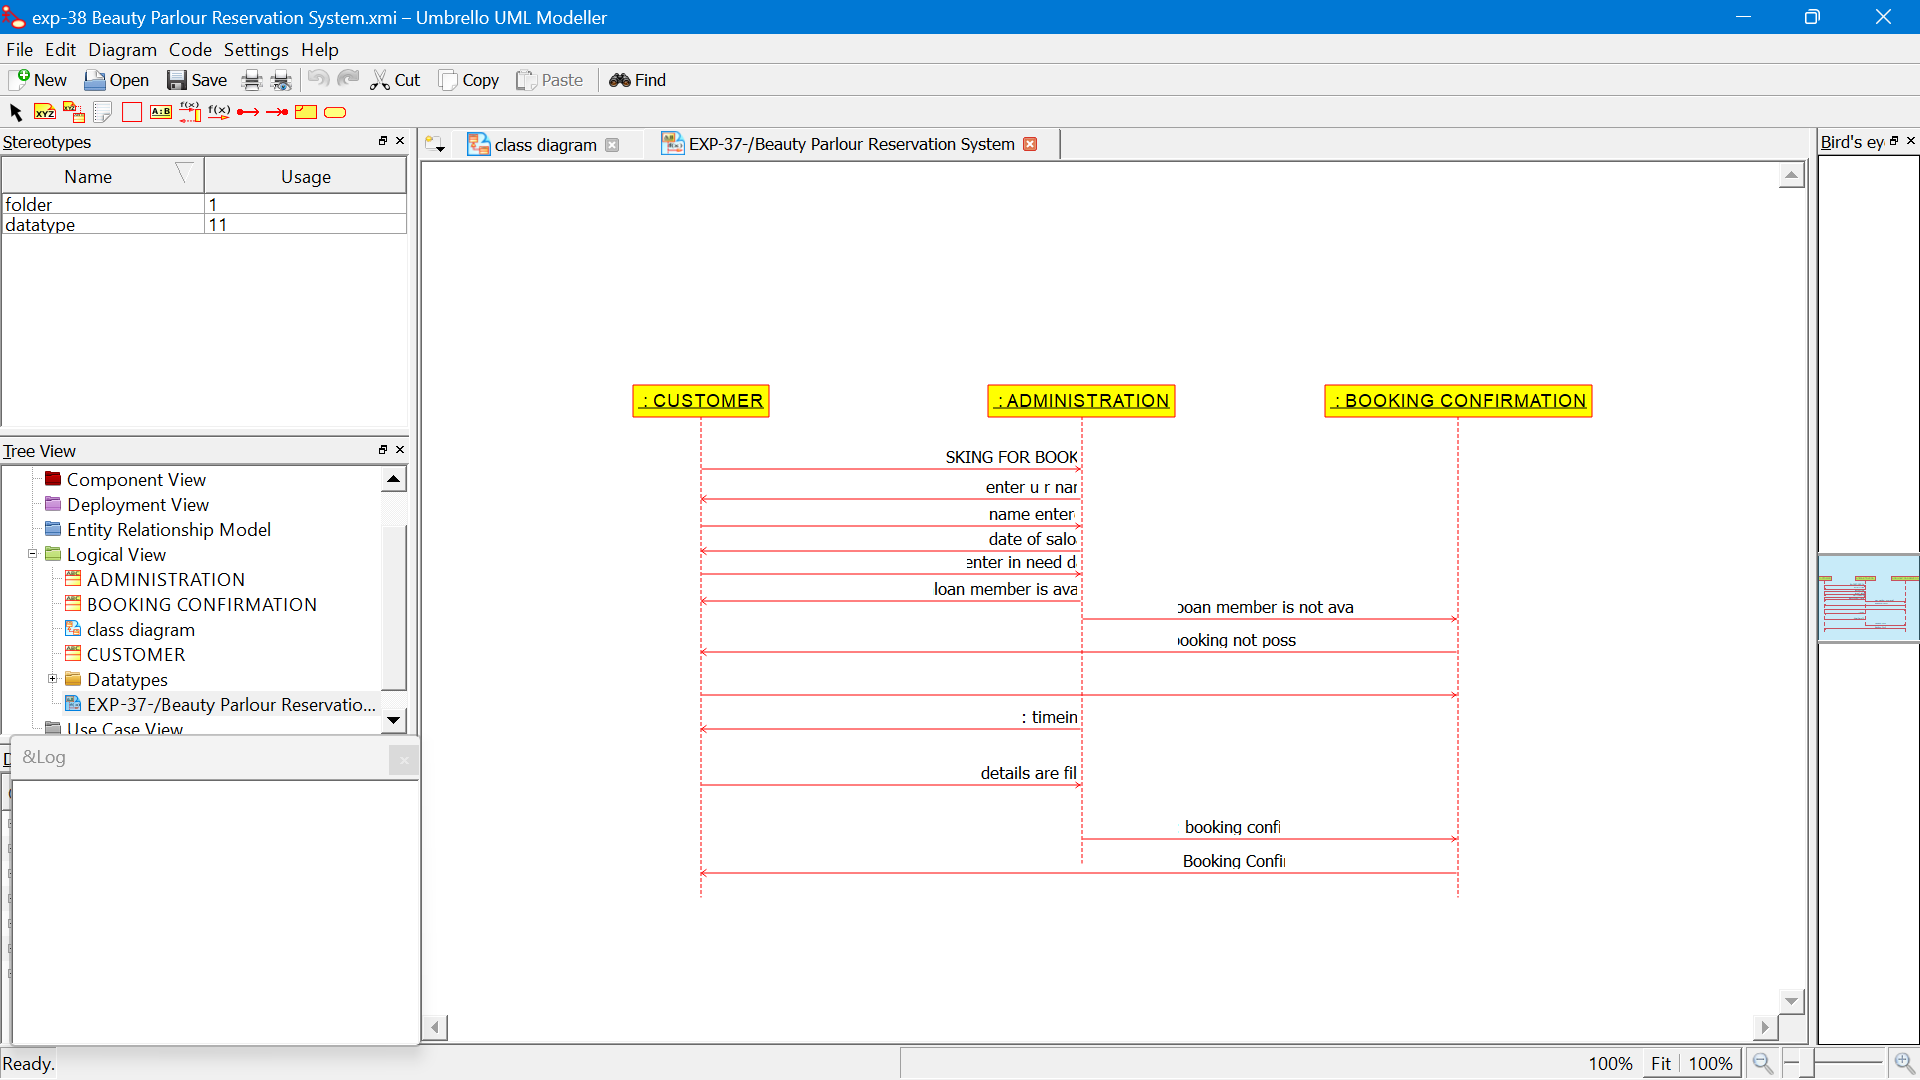 exp-38 Beauty Parlour Reservation System.xmi – Umbrello UML Modeller
File Edit Diagram Code Settings Help
New Open Save Cut Copy Paste Find
XYZ XYZ A:B f(x) f(x)
Stereotypes
Name Usage
folder 1
datatype 11
Tree View
Component View
Deployment View
Entity Relationship Model
Logical View
ADMINISTRATION
BOOKING CONFIRMATION
class diagram
CUSTOMER
Datatypes
EXP-37-/Beauty Parlour Reservatio...
Use Case View
&Log
class diagram EXP-37-/Beauty Parlour Reservation System
: CUSTOMER : ADMINISTRATION : BOOKING CONFIRMATION
SKING FOR BOOK
enter u r nar
name enter
date of salo
enter in need d
loan member is ava
ooan member is not ava
ooking not poss
: timein
details are fil
booking confi
Booking Confi
Bird's ey
Ready.
100% Fit 100%